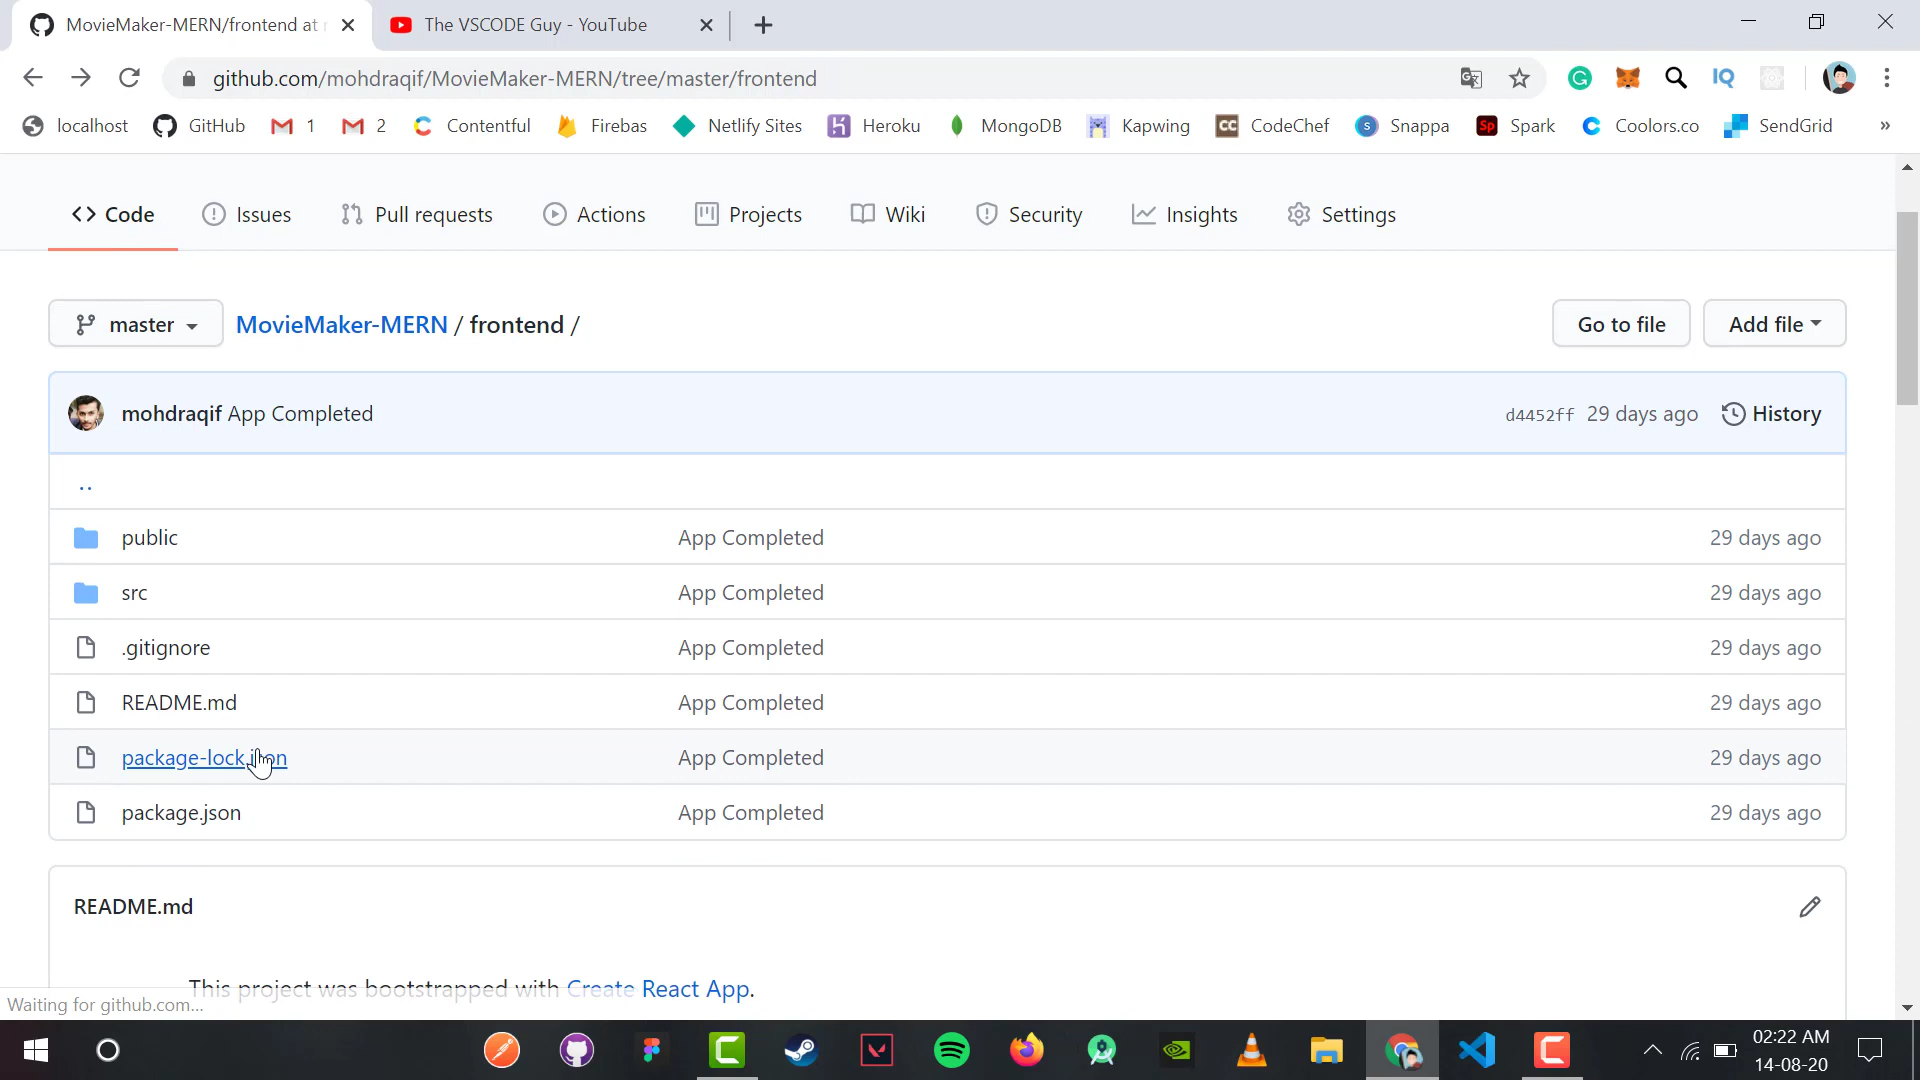 MovieMaker-MERN/frontend at
The VSCODE Guy - YouTube
github.com/mohdraqif/MovieMaker-MERN/tree/master/frontend
IQ
localhost GitHub 1 2 Contentful Firebas Netlify Sites Heroku MongoDB Kapwing CC CodeChef S Snappa Sp Spark Coolors.co SendGrid »
<> Code Issues Pull requests Actions Projects Wiki Security Insights Settings
master MovieMaker-MERN / frontend / Go to file Add file
mohdraqif App Completed d4452ff 29 days ago History
..
public App Completed 29 days ago
src App Completed 29 days ago
.gitignore App Completed 29 days ago
README.md App Completed 29 days ago
package-lock.json App Completed 29 days ago
package.json App Completed 29 days ago
README.md
This project was bootstrapped with Create React App.
Waiting for github.com...
02:22 AM
14-08-20